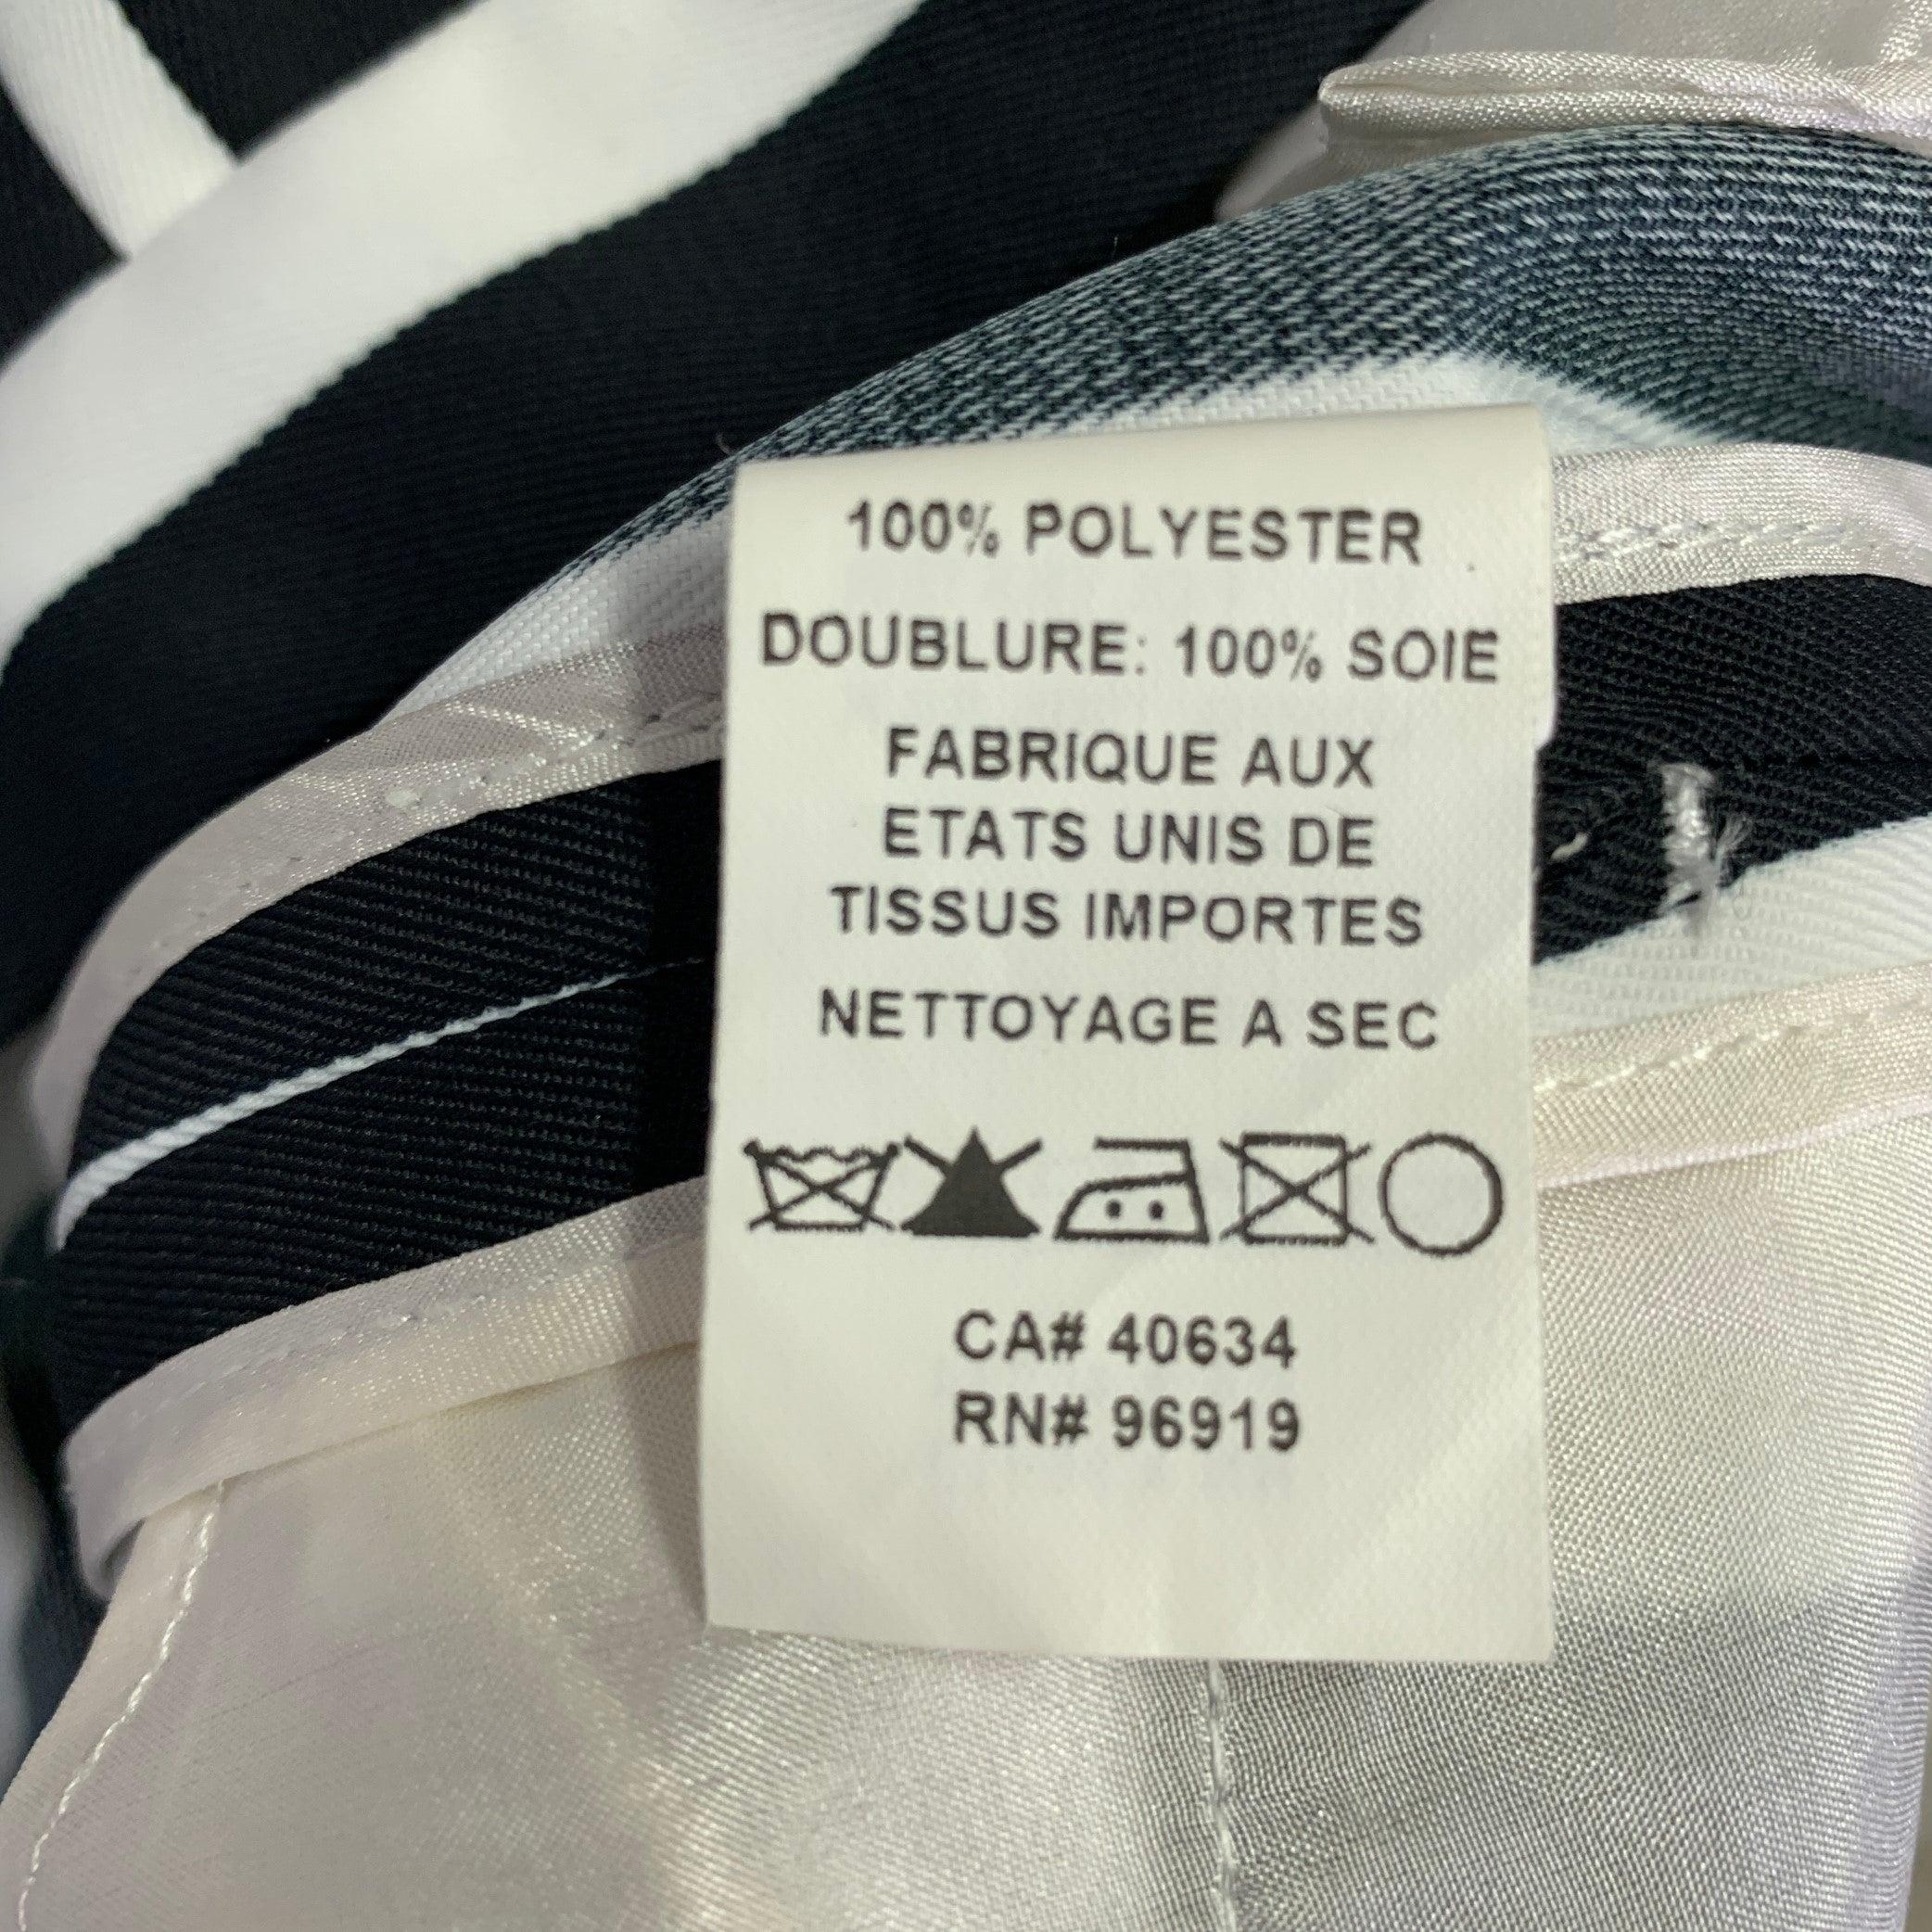 100% POLYESTER
DOUBLURE: 100% SOIE
FABRIQUE AUX
ETATS UNIS DE
TISSUS IMPORTES
NETTOYAGE A SEC
CA# 40634
RN# 96919